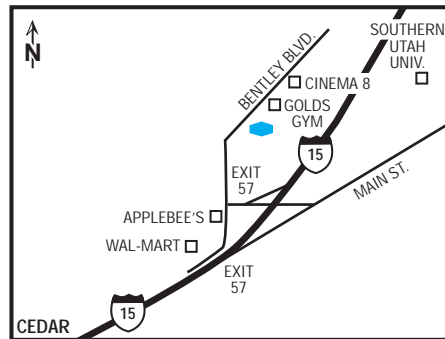 N
BENTLEY BLVD.
SOUTHERN
UTAH
UNIV.
CINEMA 8
GOLDS
GYM
15
EXIT
57
MAIN ST.
APPLEBEE'S
WAL-MART
EXIT
57
15
CEDAR